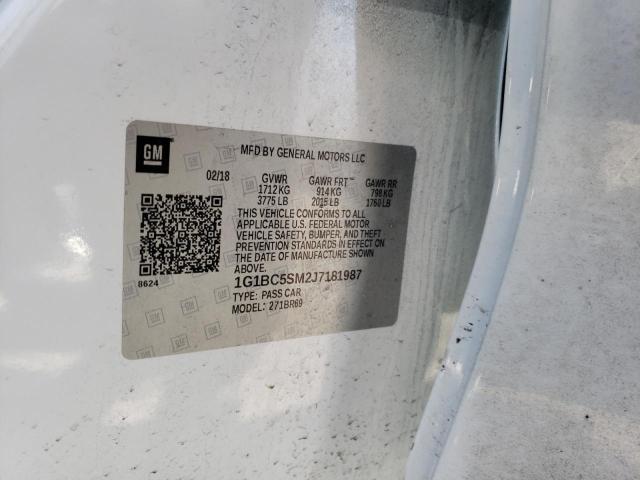 GM
MFD BY GENERAL MOTORS LLC
02/18 GVWR GAWR FRT GAWR RR
1712 KG 914 KG 798 KG
3775 LB 2015 LB 1760 LB
THIS VEHICLE CONFORMS TO ALL
APPLICABLE U.S. FEDERAL MOTOR
VEHICLE SAFETY, BUMPER, AND THEFT
PREVENTION STANDARDS IN EFFECT ON
THE DATE OF MANUFACTURE SHOWN
ABOVE.
8624
1G1BC5SM2J7181987
TYPE: PASS CAR
MODEL: 271BR69